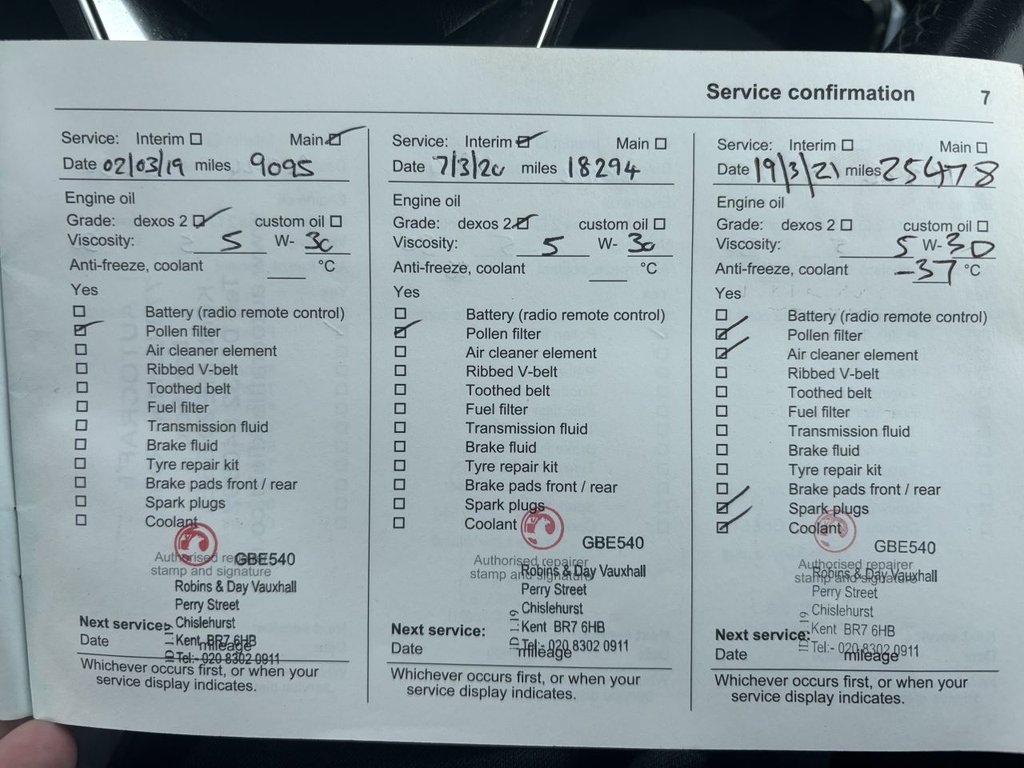 Service confirmation 7
Service: Interim Main
Date 02/03/19 miles 9095
Engine oil
Grade: dexos 2 custom oil
Viscosity: 5 W- 30
Anti-freeze, coolant °C
Yes
Battery (radio remote control)
Pollen filter
Air cleaner element
Ribbed V-belt
Toothed belt
Fuel filter
Transmission fluid
Brake fluid
Tyre repair kit
Brake pads front / rear
Spark plugs
Coolant
GBE540
Authorised repairer
stamp and signature
Robins & Day Vauxhall
Perry Street
Chislehurst
Kent BR7 6HB
Tel:- 020 8302 0911
Next service:
Date mileage
Whichever occurs first, or when your
service display indicates.
Service: Interim Main
Date 7/3/20 miles 18294
Engine oil
Grade: dexos 2 custom oil
Viscosity: 5 W- 30
Anti-freeze, coolant °C
Yes
Battery (radio remote control)
Pollen filter
Air cleaner element
Ribbed V-belt
Toothed belt
Fuel filter
Transmission fluid
Brake fluid
Tyre repair kit
Brake pads front / rear
Spark plugs
Coolant
GBE540
Authorised repairer
stamp and signature
Robins & Day Vauxhall
Perry Street
Chislehurst
Kent BR7 6HB
Tel:- 020 8302 0911
Next service:
Date mileage
Whichever occurs first, or when your
service display indicates.
Service: Interim Main
Date 19/3/21 miles 25478
Engine oil
Grade: dexos 2 custom oil
Viscosity: 5 W- 30
Anti-freeze, coolant -37 °C
Yes
Battery (radio remote control)
Pollen filter
Air cleaner element
Ribbed V-belt
Toothed belt
Fuel filter
Transmission fluid
Brake fluid
Tyre repair kit
Brake pads front / rear
Spark plugs
Coolant
GBE540
Authorised repairer
stamp and signature
Robins & Day Vauxhall
Perry Street
Chislehurst
Kent BR7 6HB
Tel:- 020 8302 0911
Next service:
Date mileage
Whichever occurs first, or when your
service display indicates.